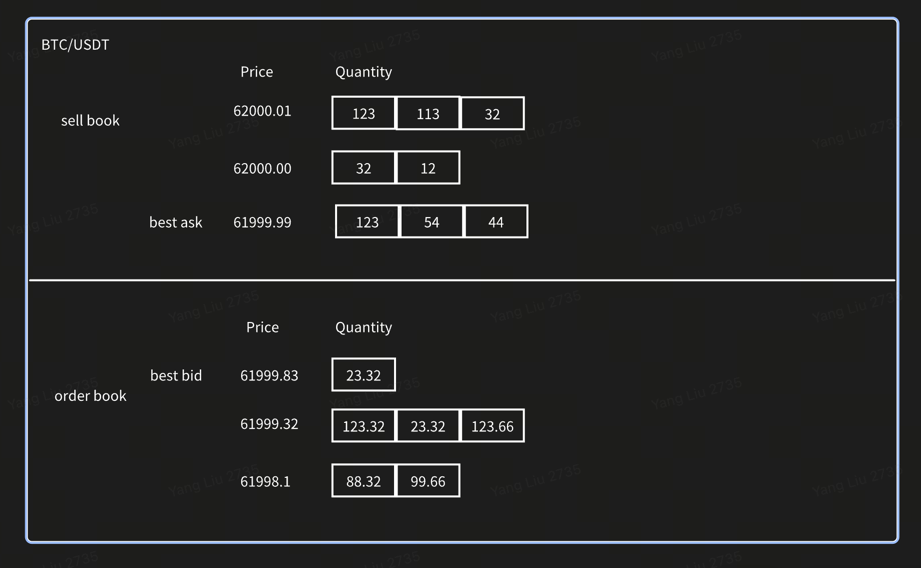 BTC/USDT
Price Quantity
sell book
62000.01 123 113 32
62000.00 32 12
best ask 61999.99 123 54 44
Price Quantity
best bid 61999.83 23.32
order book
61999.32 123.32 23.32 123.66
61998.1 88.32 99.66
Yang Liu 2735